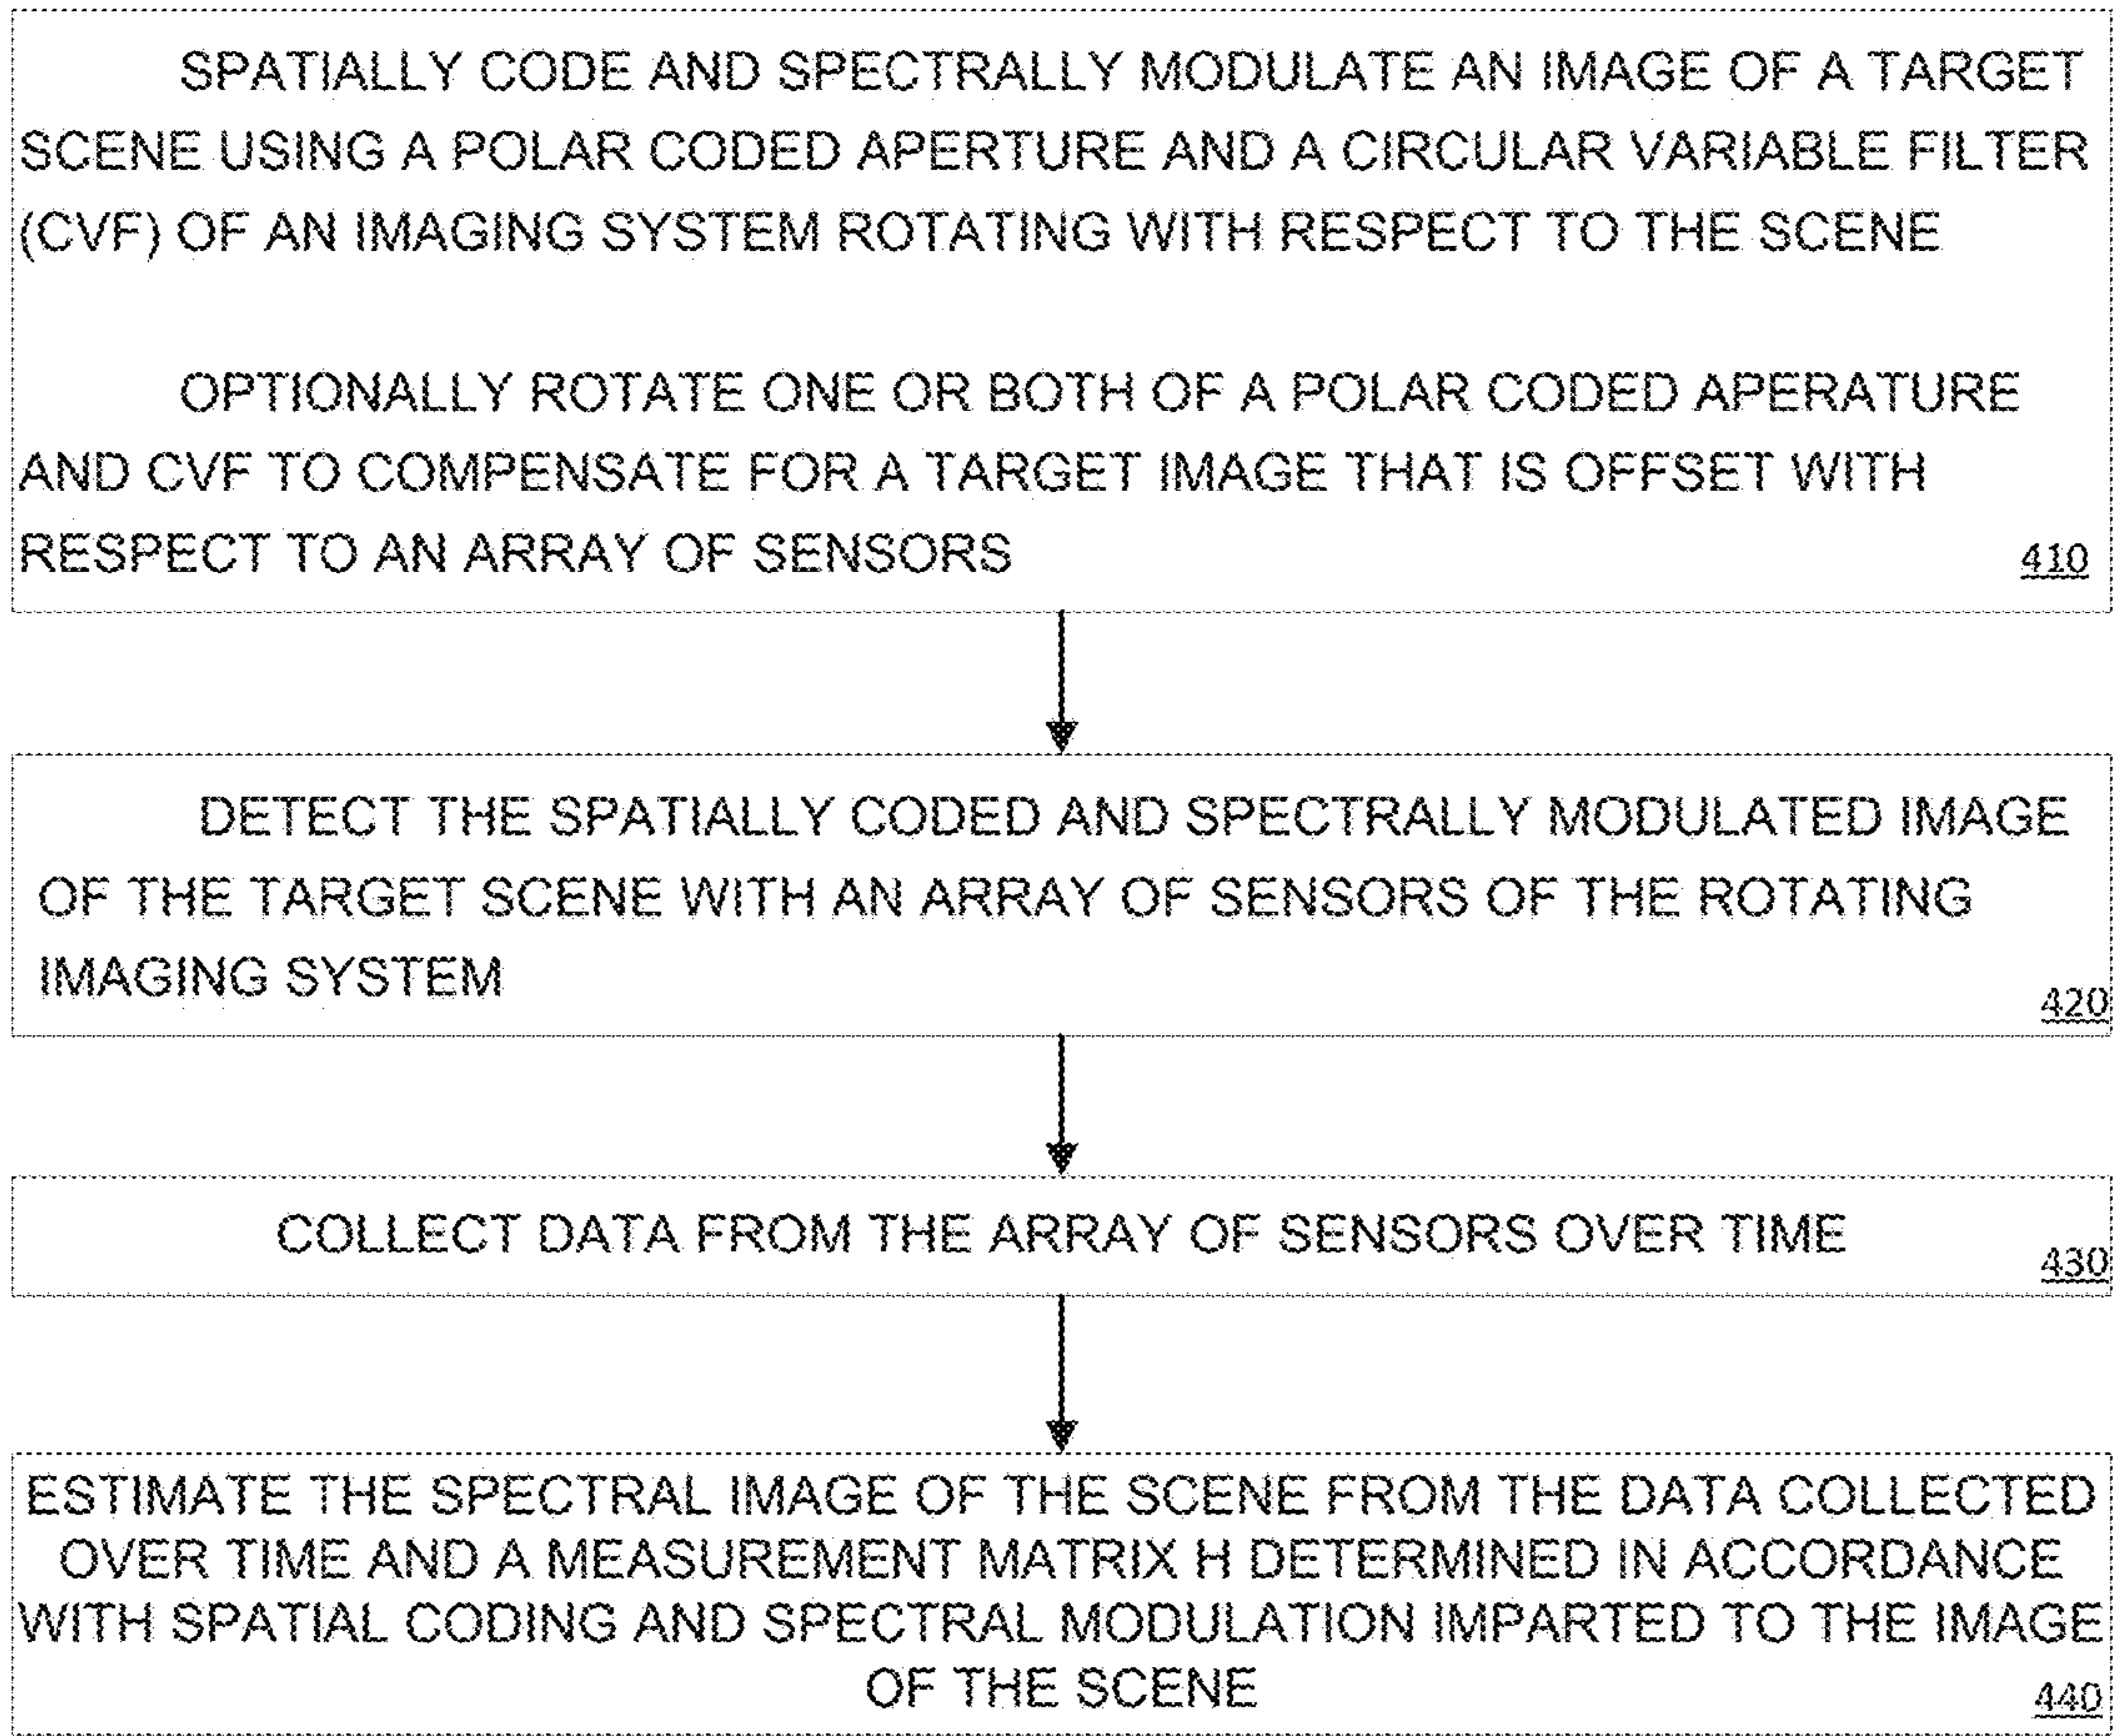 SPATIALLY CODE AND SPECTRALLY MODULATE AN IMAGE OF A TARGET
SCENE USING A POLAR CODED APERTURE AND A CIRCULAR VARIABLE FILTER
(CVF) OF AN IMAGING SYSTEM ROTATING WITH RESPECT TO THE SCENE
OPTIONALLY ROTATE ONE OR BOTH OF A POLAR CODED APERATURE
AND CVF TO COMPENSATE FOR A TARGET IMAGE THAT IS OFFSET WITH
RESPECT TO AN ARRAY OF SENSORS
410
DETECT THE SPATIALLY CODED AND SPECTRALLY MODULATED IMAGE
OF THE TARGET SCENE WITH AN ARRAY OF SENSORS OF THE ROTATING
IMAGING SYSTEM
420
COLLECT DATA FROM THE ARRAY OF SENSORS OVER TIME
430
ESTIMATE THE SPECTRAL IMAGE OF THE SCENE FROM THE DATA COLLECTED
OVER TIME AND A MEASUREMENT MATRIX H DETERMINED IN ACCORDANCE
WITH SPATIAL CODING AND SPECTRAL MODULATION IMPARTED TO THE IMAGE
OF THE SCENE
440